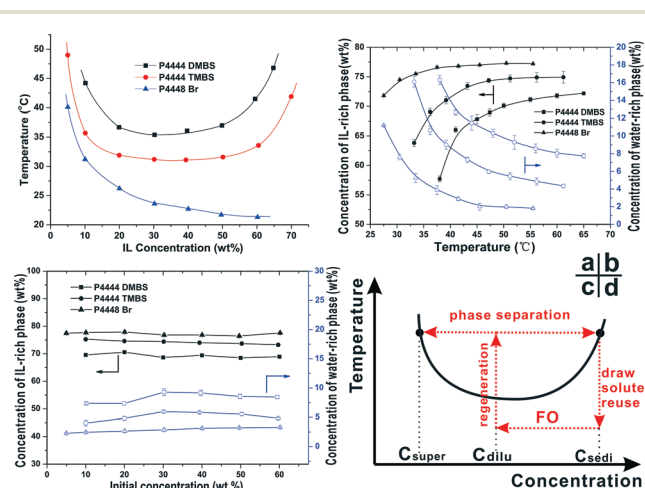 50
45
40
35
30
25
20
Temperature (°C)
P4444 DMBS
P4444 TMBS
P4448 Br
0 10 20 30 40 50 60 70
IL Concentration (wt%)
80
75
70
65
60
55
50
Concentration of IL-rich phase(wt%)
P4444 DMBS
P4444 TMBS
P4448 Br
20
18
16
14
12
10
8
6
4
2
0
Concentration of water-rich phase(wt%)
25 30 35 40 45 50 55 60 65 70
Temperature (℃)
100
90
80
70
60
50
40
30
Concentration of IL-rich phase (wt%)
P4444 DMBS
P4444 TMBS
P4448 Br
30
25
20
15
10
5
0
Concentration of water-rich phase (wt%)
0 10 20 30 40 50 60
Initial concentration (wt %)
a b
c d
Temperature
phase separation
regeneration
draw
solute
reuse
FO
Csuper Cdilu Csedi
Concentration